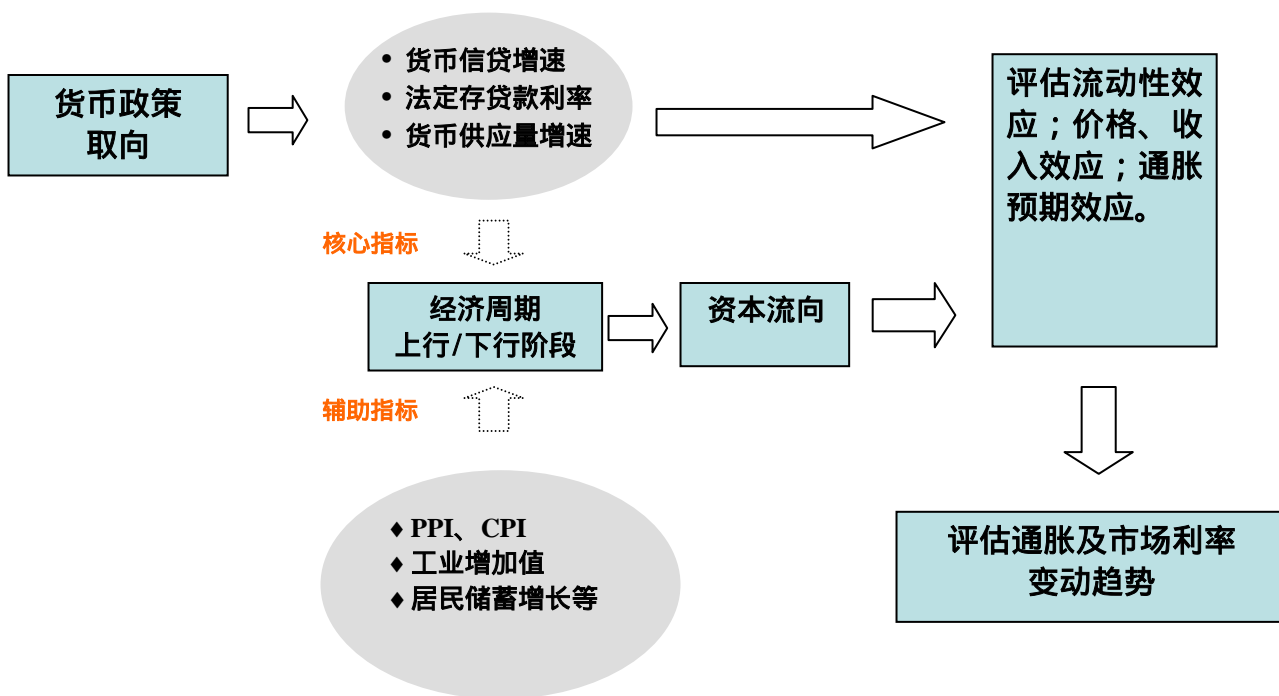 货币政策
取向
• 货币信贷增速
• 法定存贷款利率
• 货币供应量增速
评估流动性效
应；价格、收
入效应；通胀
预期效应。
核心指标
经济周期
上行/下行阶段
资本流向
辅助指标
♦ PPI、CPI
♦ 工业增加值
♦ 居民储蓄增长等
评估通胀及市场利率
变动趋势